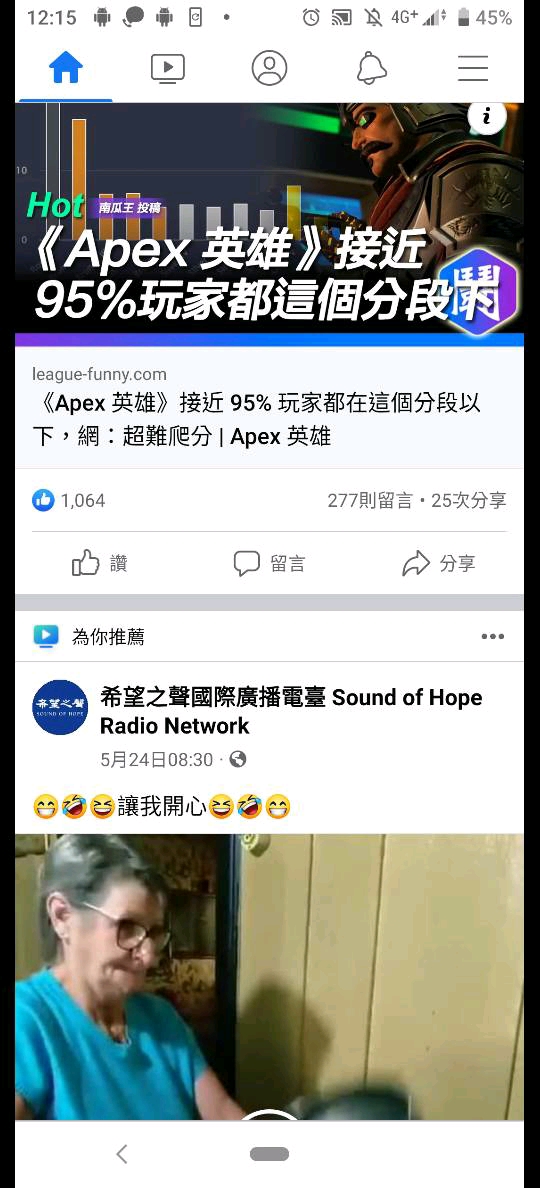 12:15
4G+
45%
10
0
Hot 南瓜王 投稿
《Apex 英雄》接近
95%玩家都這個分段下
鬧
league-funny.com
《Apex 英雄》接近 95% 玩家都在這個分段以
下，網：超難爬分 | Apex 英雄
1,064
277則留言・25次分享
讚
留言
分享
為你推薦
希望之聲
SOUND OF HOPE
希望之聲國際廣播電臺 Sound of Hope
Radio Network
5月24日08:30
😁🤣😆讓我開心😆🤣😁